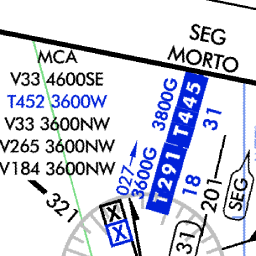 SEG
MORTO
MCA
V33 4600SE
T452 3600W
V33 3600NW
V265 3600NW
V184 3600NW
321
027
3600G
3800G
T291 T445
31
18
201
SEG
31
X
X